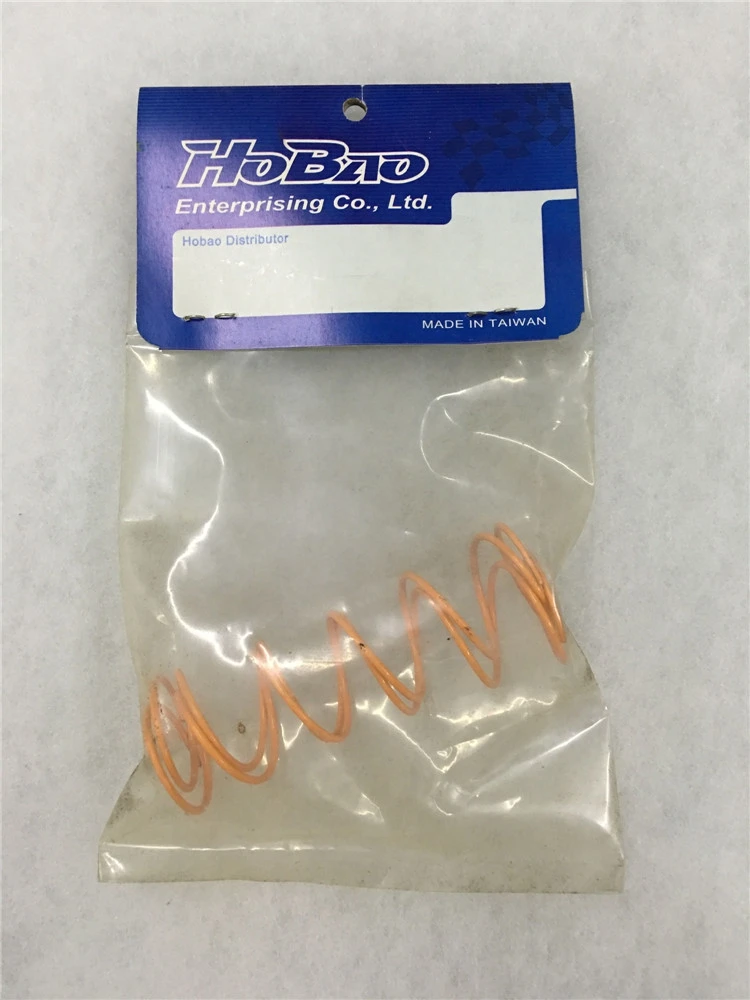 HoBao
Enterprising Co., Ltd.
Hobao Distributor
MADE IN TAIWAN